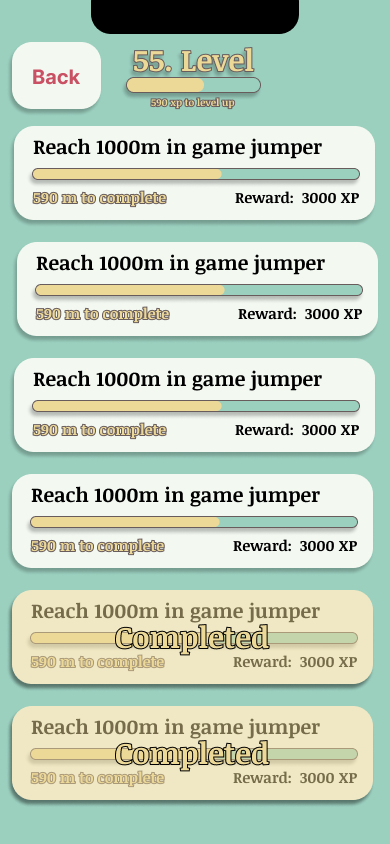 Back
55. Level
590 xp to level up
Reach 1000m in game jumper
590 m to complete Reward: 3000 XP
Reach 1000m in game jumper
590 m to complete Reward: 3000 XP
Reach 1000m in game jumper
590 m to complete Reward: 3000 XP
Reach 1000m in game jumper
590 m to complete Reward: 3000 XP
Reach 1000m in game jumper
Completed
590 m to complete Reward: 3000 XP
Reach 1000m in game jumper
Completed
590 m to complete Reward: 3000 XP